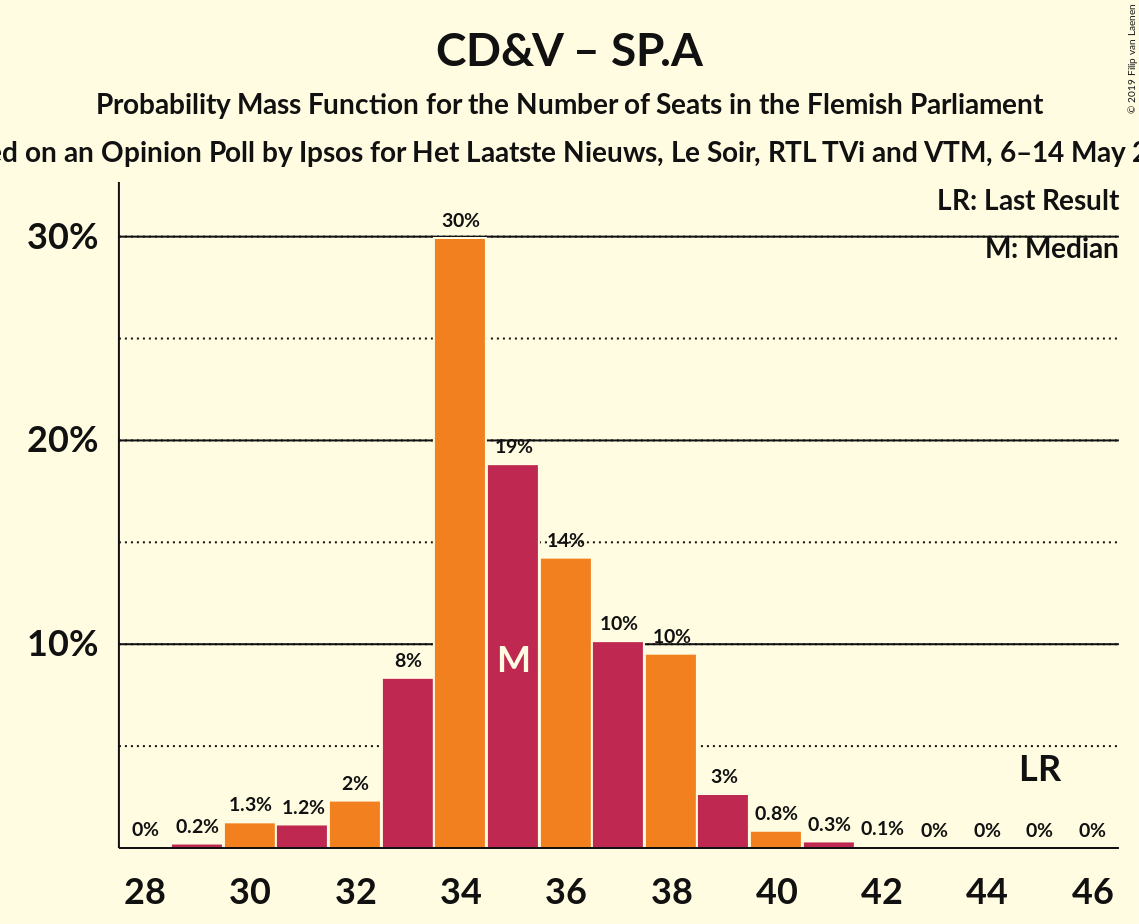 © 2019 Filip van Laenen
CD&V – SP.A
Probability Mass Function for the Number of Seats in the Flemish Parliament
on an Opinion Poll by Ipsos for Het Laatste Nieuws, Le Soir, RTL TVi and VTM, 6–14 May
LR: Last Result
M: Median
30%
20%
10%
0%
0.2%
1.3%
1.2%
2%
8%
30%
19%
14%
10%
10%
3%
0.8%
0.3%
0.1%
0%
0%
0%
0%
M
LR
28 30 32 34 36 38 40 42 44 46